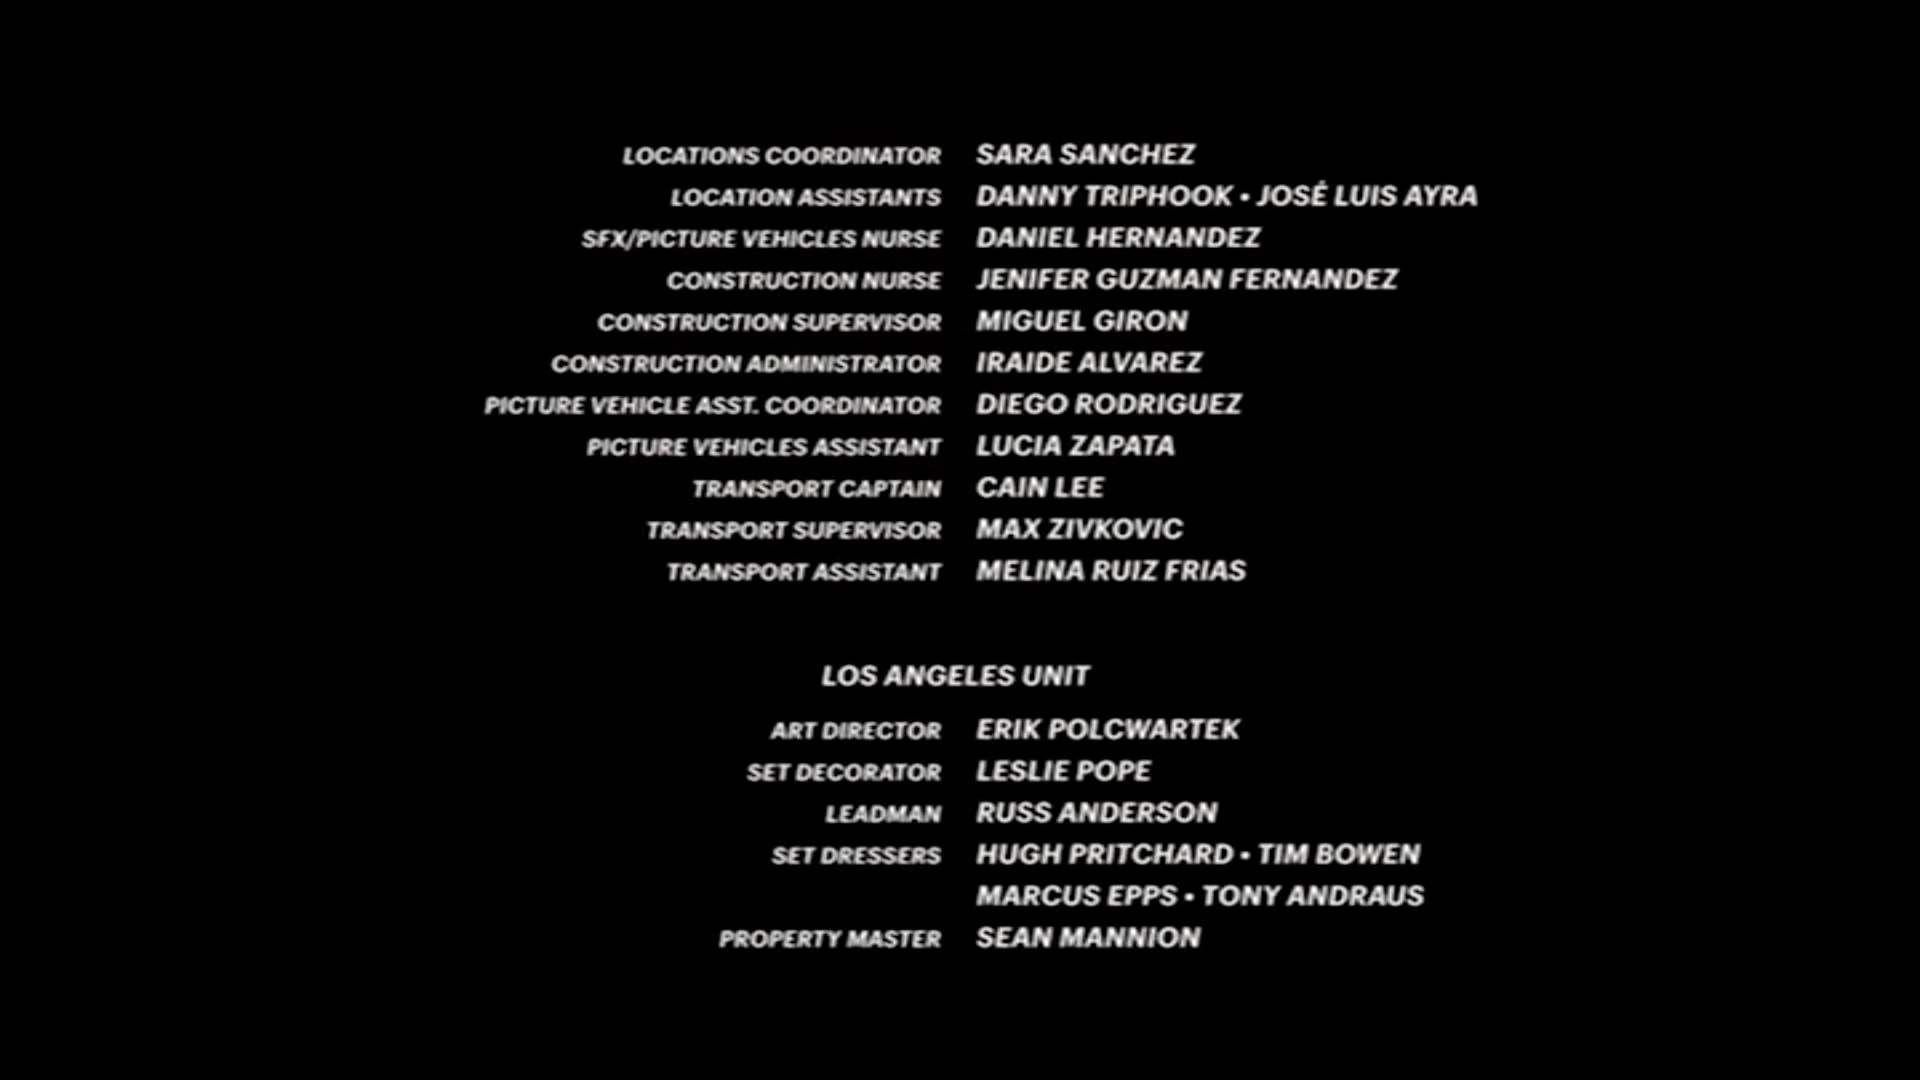 LOCATIONS COORDINATOR SARA SANCHEZ
LOCATION ASSISTANTS DANNY TRIPHOOK • JOSÉ LUIS AYRA
SFX/PICTURE VEHICLES NURSE DANIEL HERNANDEZ
CONSTRUCTION NURSE JENIFER GUZMAN FERNANDEZ
CONSTRUCTION SUPERVISOR MIGUEL GIRON
CONSTRUCTION ADMINISTRATOR IRAIDE ALVAREZ
PICTURE VEHICLE ASST. COORDINATOR DIEGO RODRIGUEZ
PICTURE VEHICLES ASSISTANT LUCIA ZAPATA
TRANSPORT CAPTAIN CAIN LEE
TRANSPORT SUPERVISOR MAX ZIVKOVIC
TRANSPORT ASSISTANT MELINA RUIZ FRIAS
LOS ANGELES UNIT
ART DIRECTOR ERIK POLCWARTEK
SET DECORATOR LESLIE POPE
LEADMAN RUSS ANDERSON
SET DRESSERS HUGH PRITCHARD • TIM BOWEN
MARCUS EPPS • TONY ANDRAUS
PROPERTY MASTER SEAN MANNION